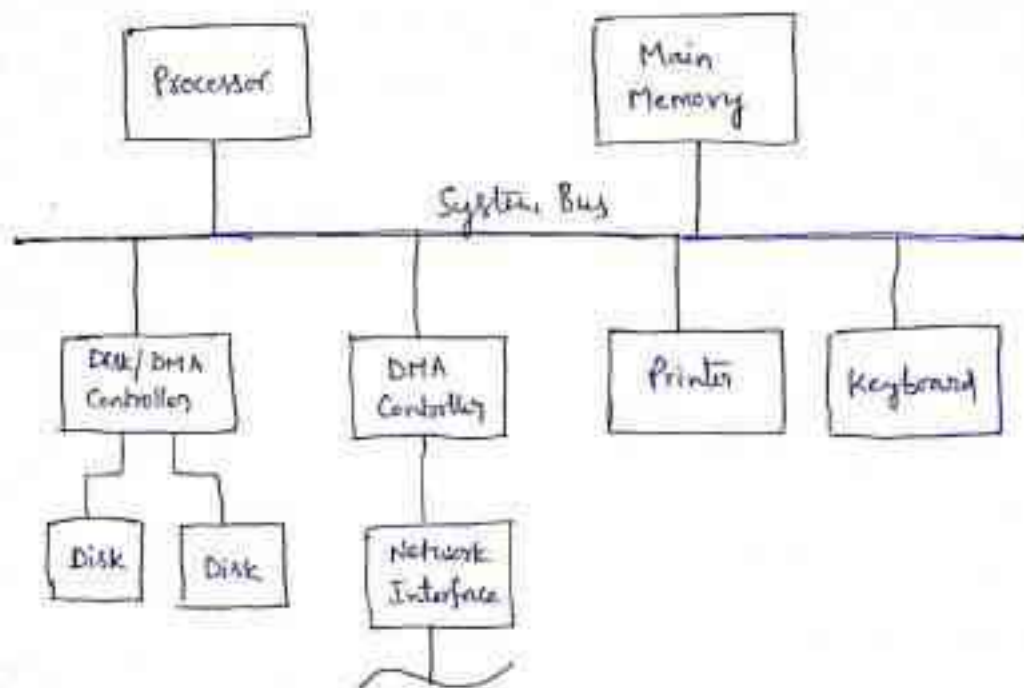 Processor
Main
Memory
System Bus
Disk/DMA
Controller
DMA
Controller
Printer
Keyboard
Disk
Disk
Network
Interface